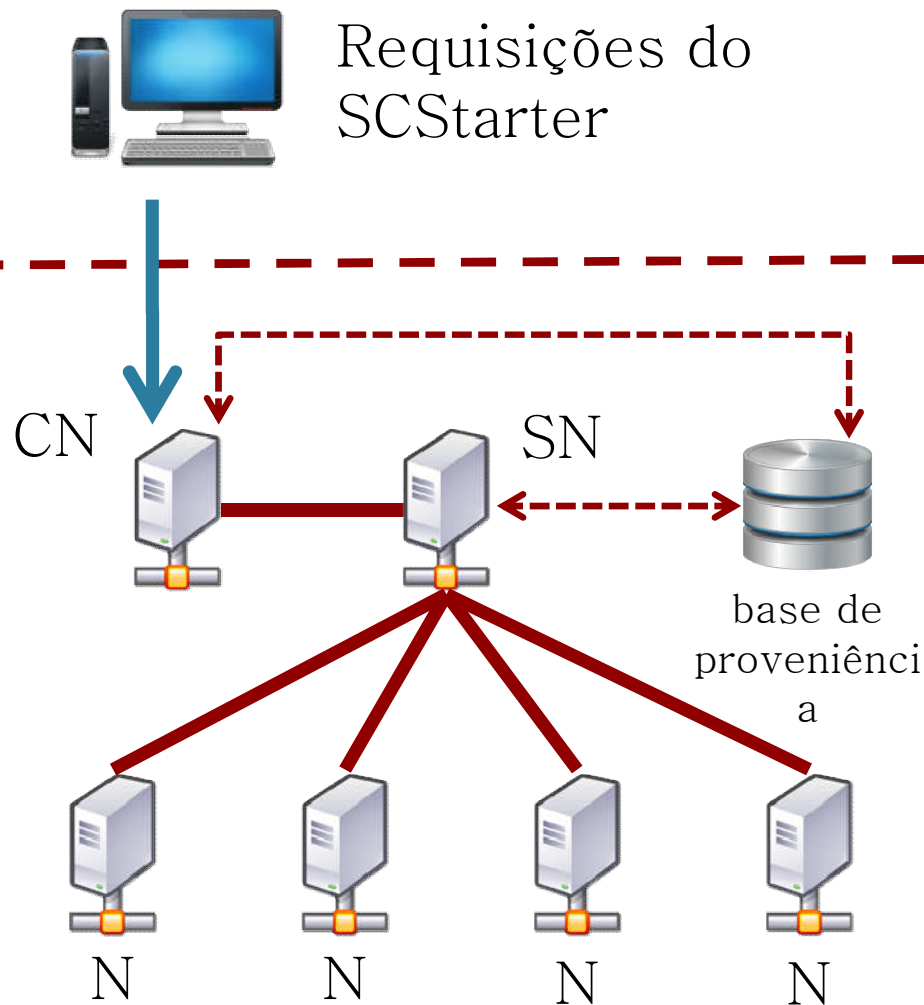 Requisições do
SCStarter
CN
SN
base de
proveniênci
a
N
N
N
N